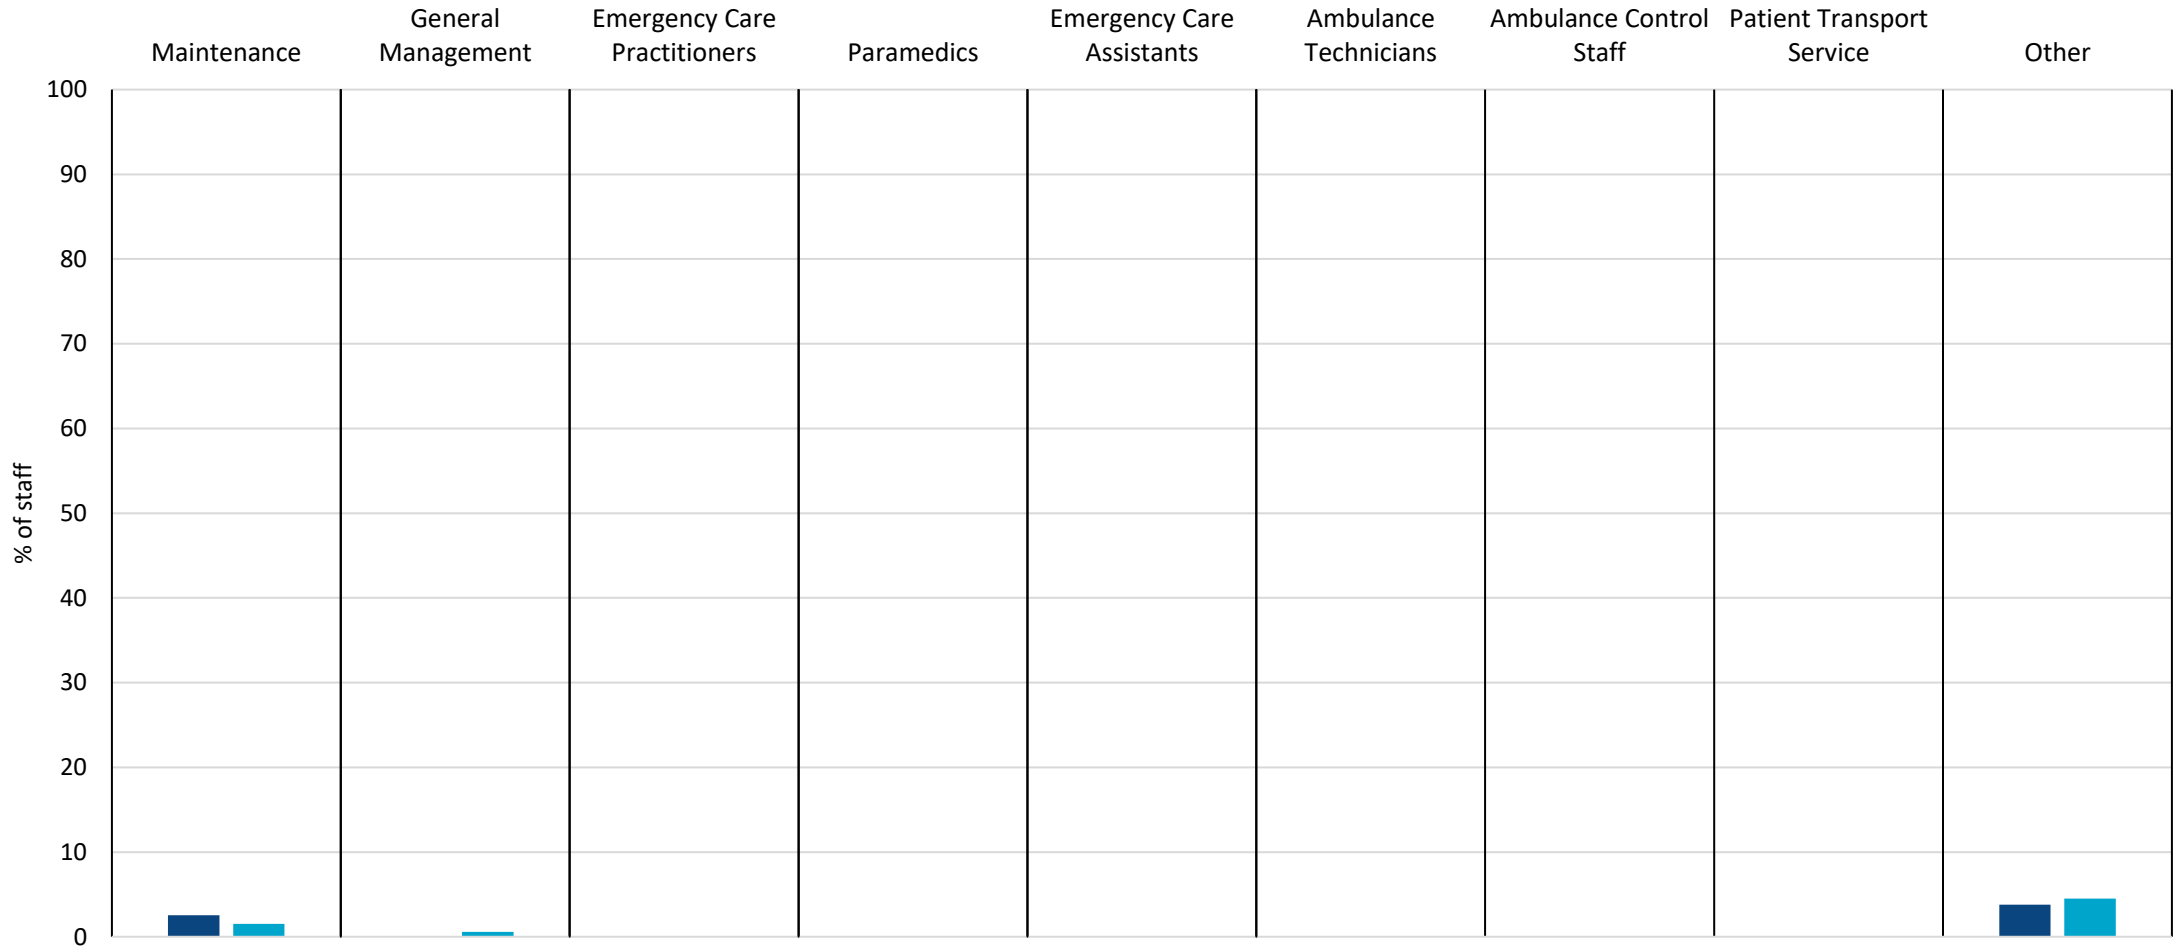 Maintenance
General
Management
Emergency Care
Practitioners
Paramedics
Emergency Care
Assistants
Ambulance
Technicians
Ambulance Control
Staff
Patient Transport
Service
Other
% of staff
100
90
80
70
60
50
40
30
20
10
0